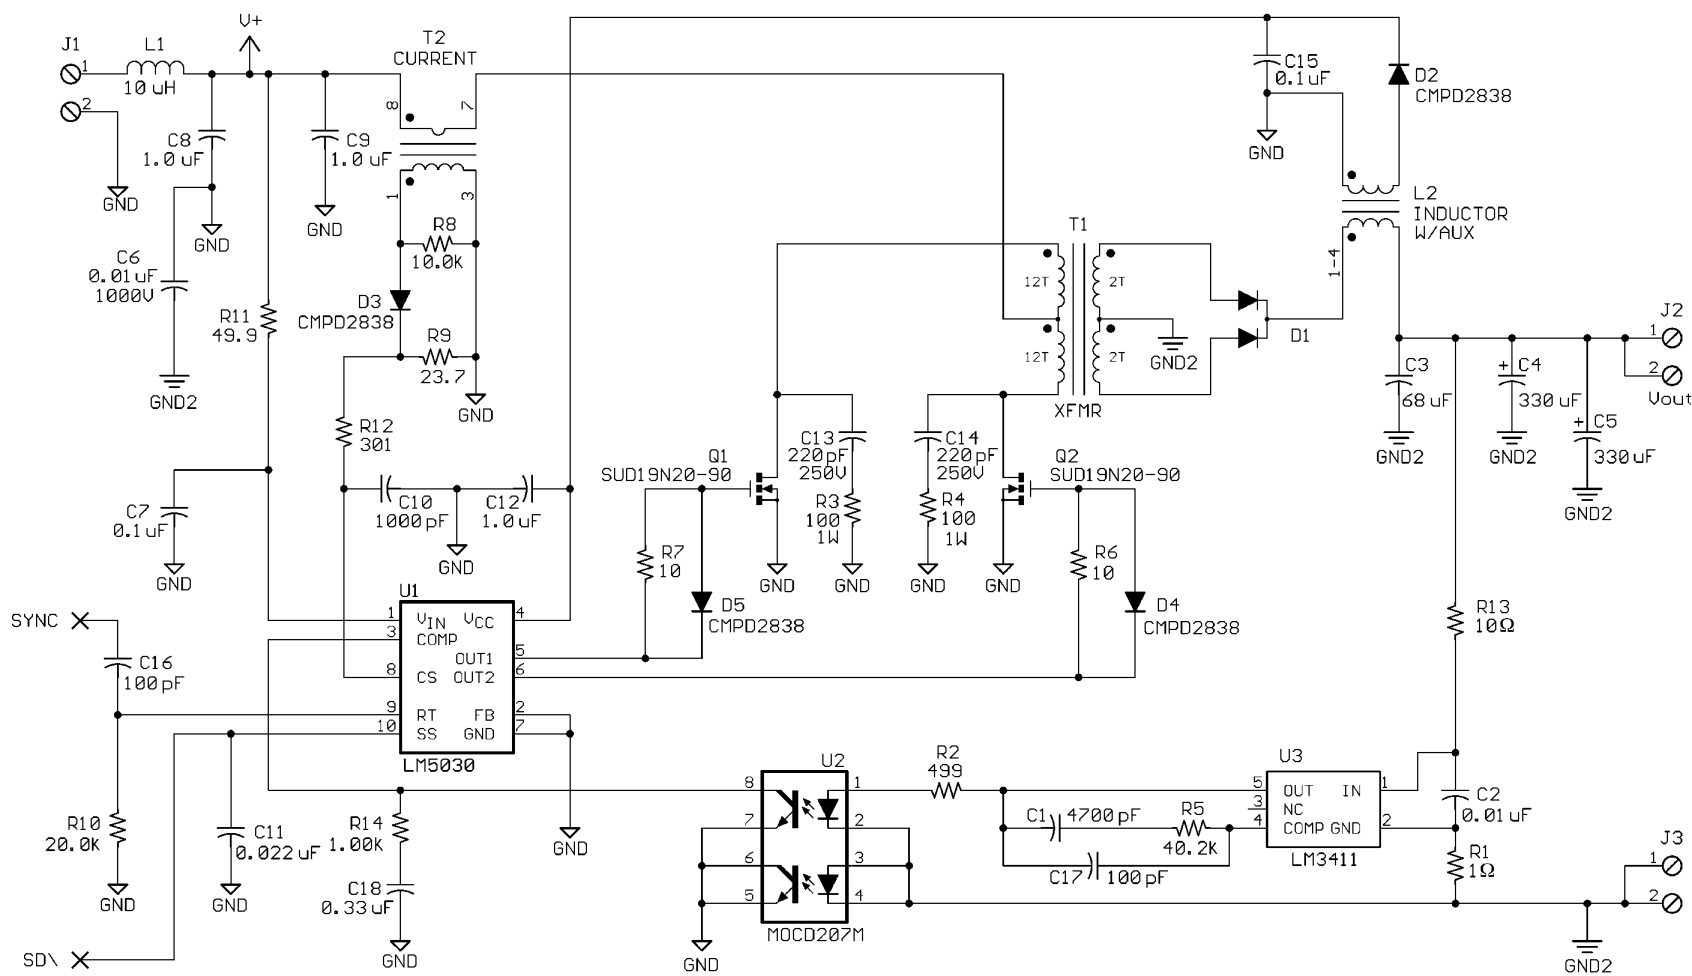 V+
J1
1
2
L1
10 uH
T2
CURRENT
8
7
1
3
C8
1.0 uF
C9
1.0 uF
GND
GND
GND
C6
0.01 uF
1000V
GND2
R11
49.9
R8
10.0k
D3
CMPD2838
R9
23.7
GND
R12
301
C7
0.1 uF
GND
C10
1000 pF
C12
1.0 uF
GND
C15
0.1 uF
GND
D2
CMPD2838
L2
INDUCTOR
W/AUX
1-4
T1
12T
2T
12T
2T
XFMR
GND2
D1
J2
1
2
Vout
C3
68 uF
GND2
+
C4
330 uF
GND2
+
C5
330 uF
GND2
Q1
SUD19N20-90
C13
220 pF
250V
R3
100
1W
GND
GND
C14
220 pF
250V
R4
100
1W
GND
GND
Q2
SUD19N20-90
R7
10
D5
CMPD2838
R6
10
D4
CMPD2838
R13
10Ω
SYNC
C16
100 pF
U1
1
3
8
9
10
VIN
COMP
CS
RT
SS
VCC
OUT1
OUT2
FB
GND
4
5
6
2
7
LM5030
R10
20.0k
GND
C11
0.022 uF
GND
R14
1.00k
C18
0.33 uF
GND
GND
SD\
U2
8
7
6
5
1
2
3
4
MOCD207M
GND
R2
499
C1
4700 pF
R5
40.2k
C17
100 pF
U3
5
3
4
OUT
NC
COMP
IN
GND
1
2
LM3411
C2
0.01 uF
R1
1Ω
J3
1
2
GND2